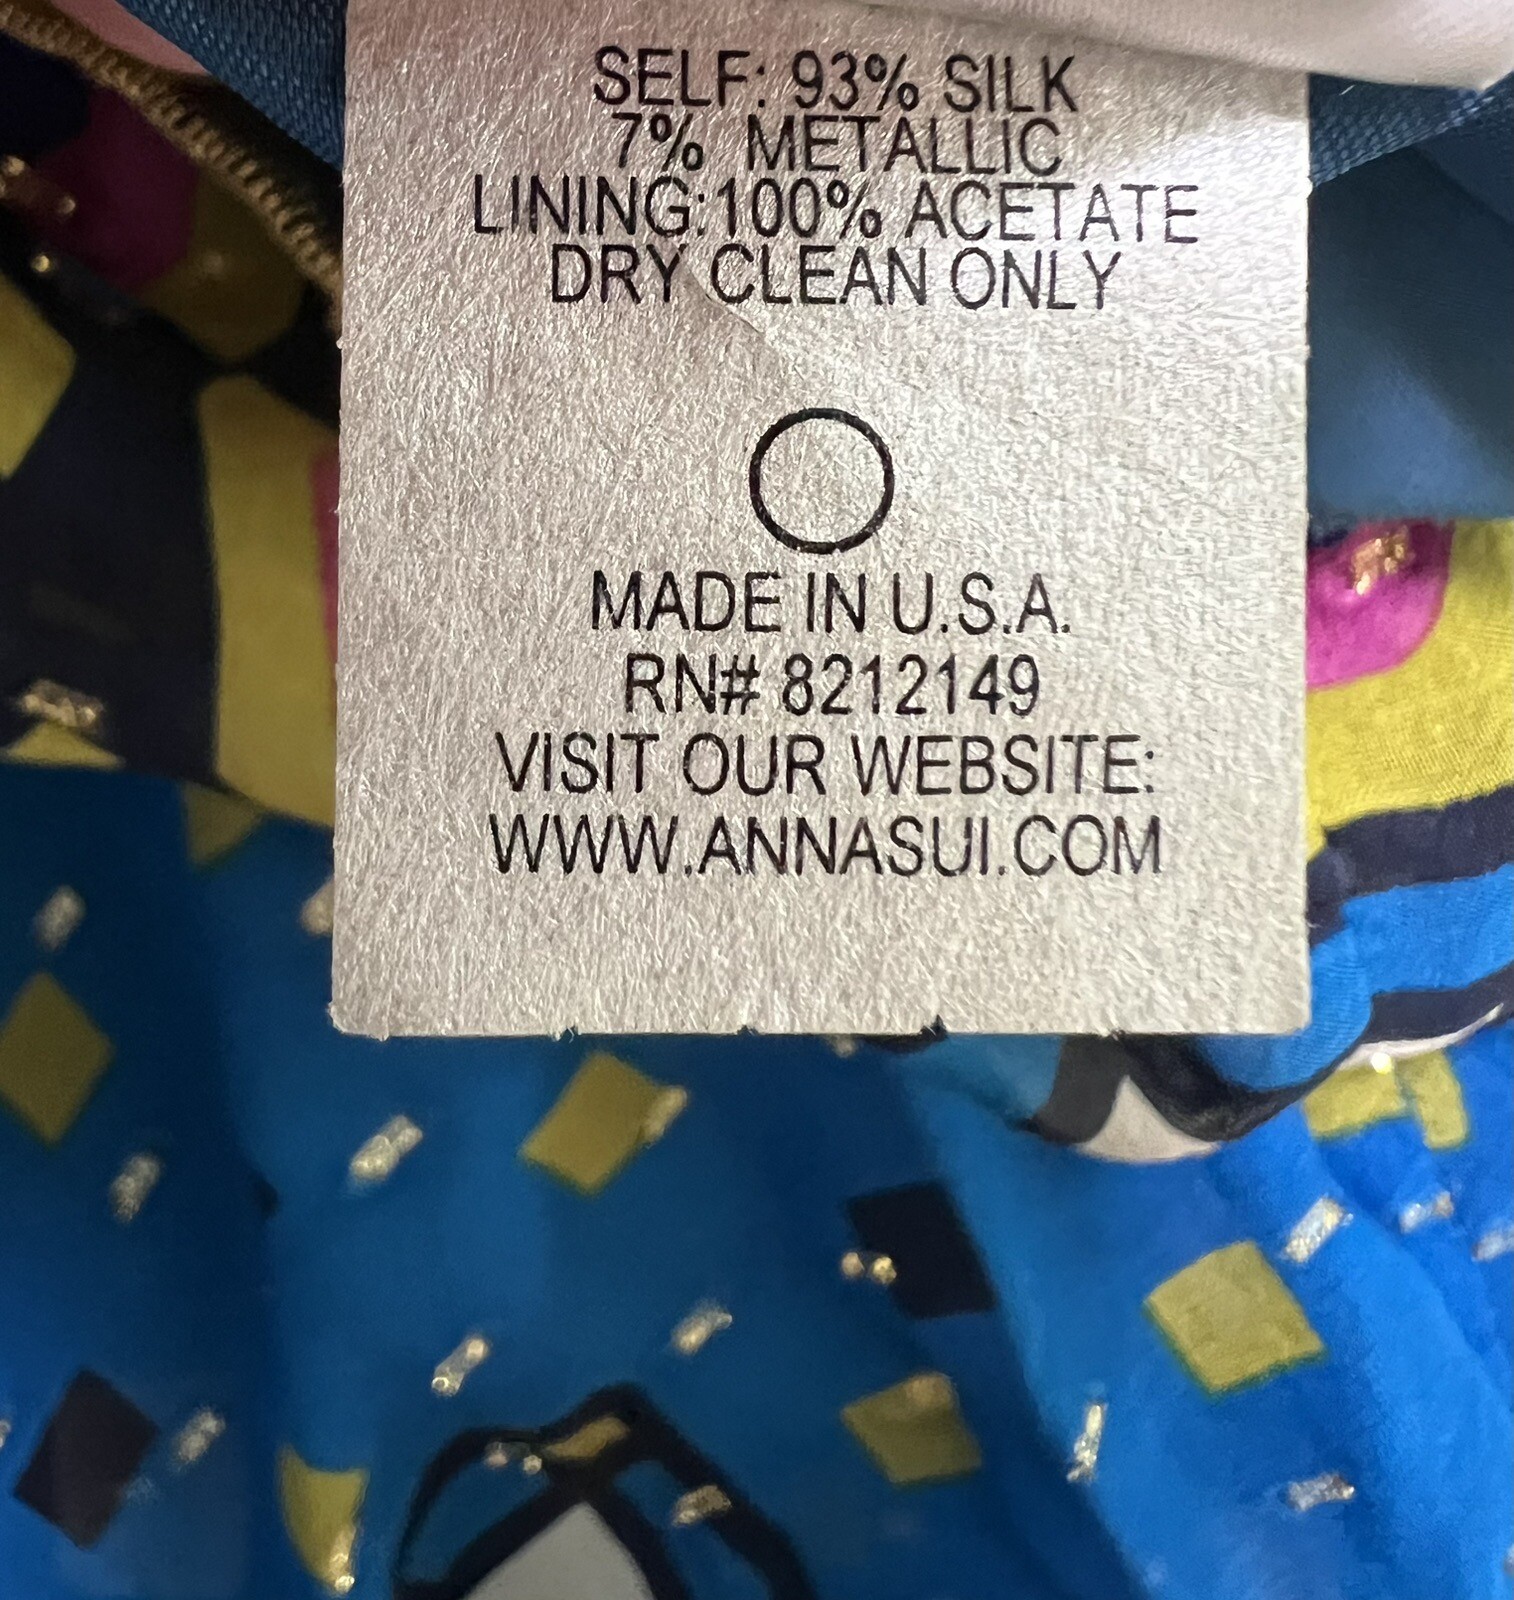 SELF: 93% SILK
7% METALLIC
LINING:100% ACETATE
DRY CLEAN ONLY
MADE IN U.S.A.
RN# 8212149
VISIT OUR WEBSITE:
WWW.ANNASUI.COM